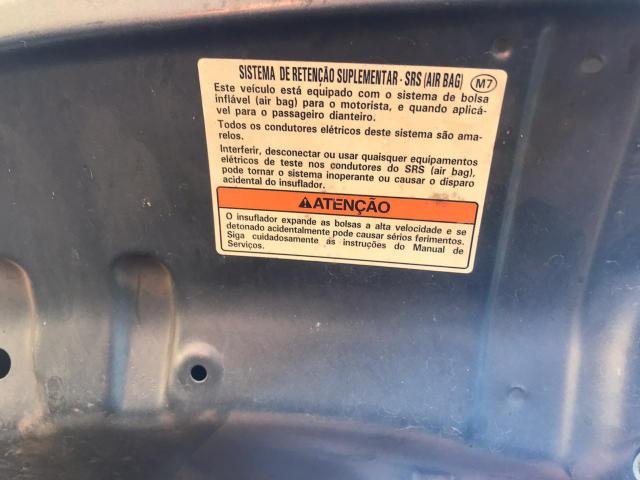 SISTEMA DE RETENÇÃO SUPLEMENTAR - SRS (AIR BAG) M7
Este veículo está equipado com o sistema de bolsa
inflável (air bag) para o motorista, e quando aplicá-
vel para o passageiro dianteiro.
Todos os condutores elétricos deste sistema são ama-
relos.
Interferir, desconectar ou usar quaisquer equipamentos
elétricos de teste nos condutores do SRS (air bag),
pode tornar o sistema inoperante ou causar o disparo
acidental do insuflador.
ATENÇÃO
O insuflador expande as bolsas a alta velocidade e se
detonado acidentalmente pode causar sérios ferimentos.
Siga cuidadosamente as instruções do Manual de
Serviços.